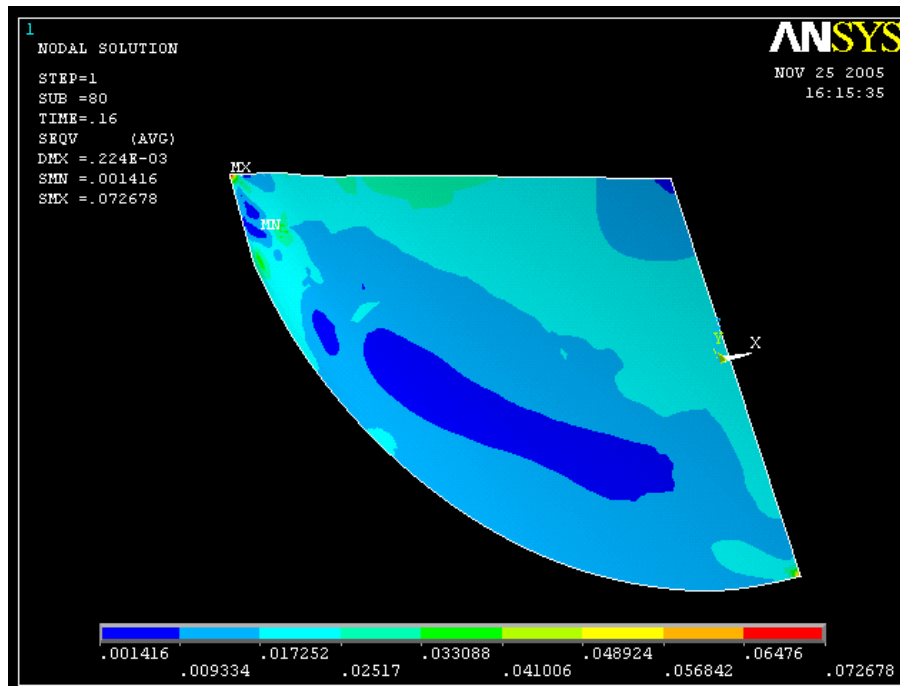 1
NODAL SOLUTION
STEP=1
SUB =80
TIME=.16
SEQV (AVG)
DMX =.224E-03
SMN =.001416
SMX =.072678
ANSYS
NOV 25 2005
16:15:35
MX
MN
Y
X
.001416 .017252 .033088 .048924 .06476
.009334 .02517 .041006 .056842 .072678